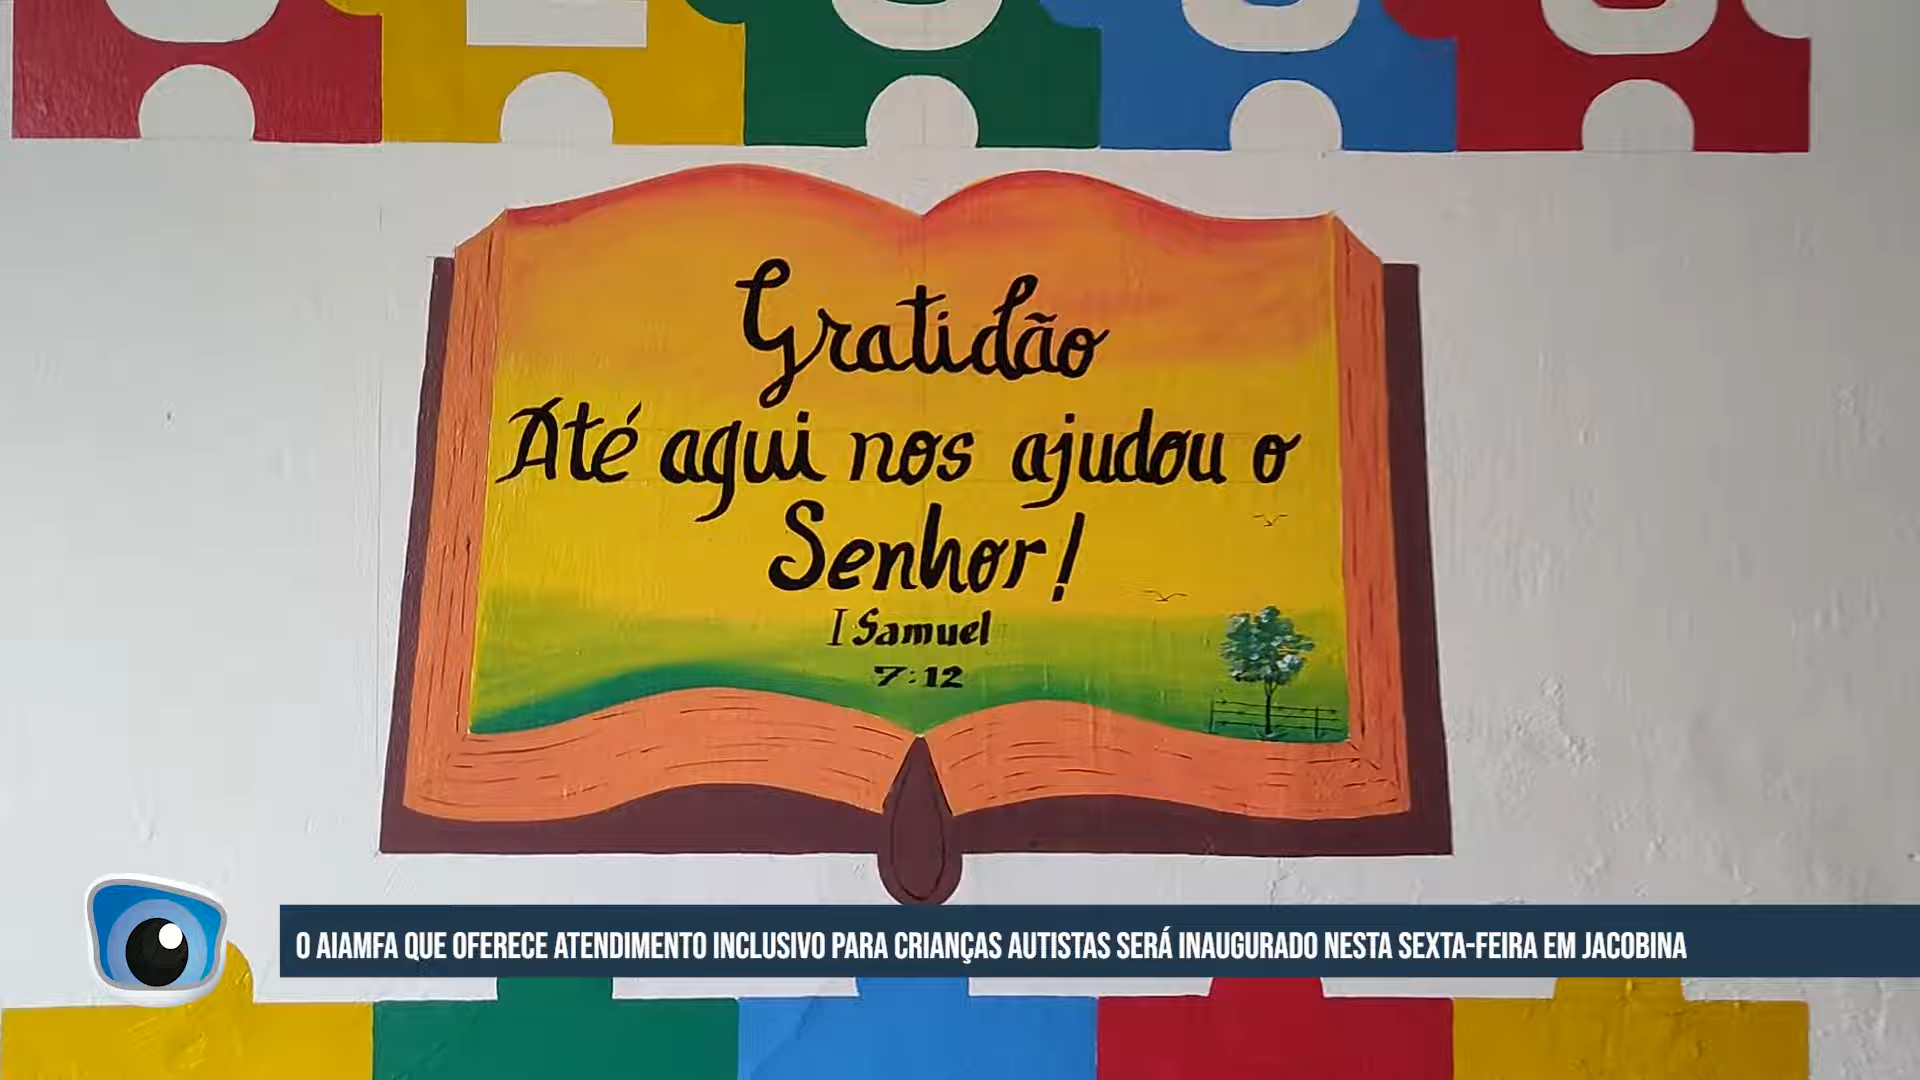 Gratidão
Até aqui nos ajudou o
Senhor!
I Samuel
7:12
O AIAMFA QUE OFERECE ATENDIMENTO INCLUSIVO PARA CRIANÇAS AUTISTAS SERÁ INAUGURADO NESTA SEXTA-FEIRA EM JACOBINA